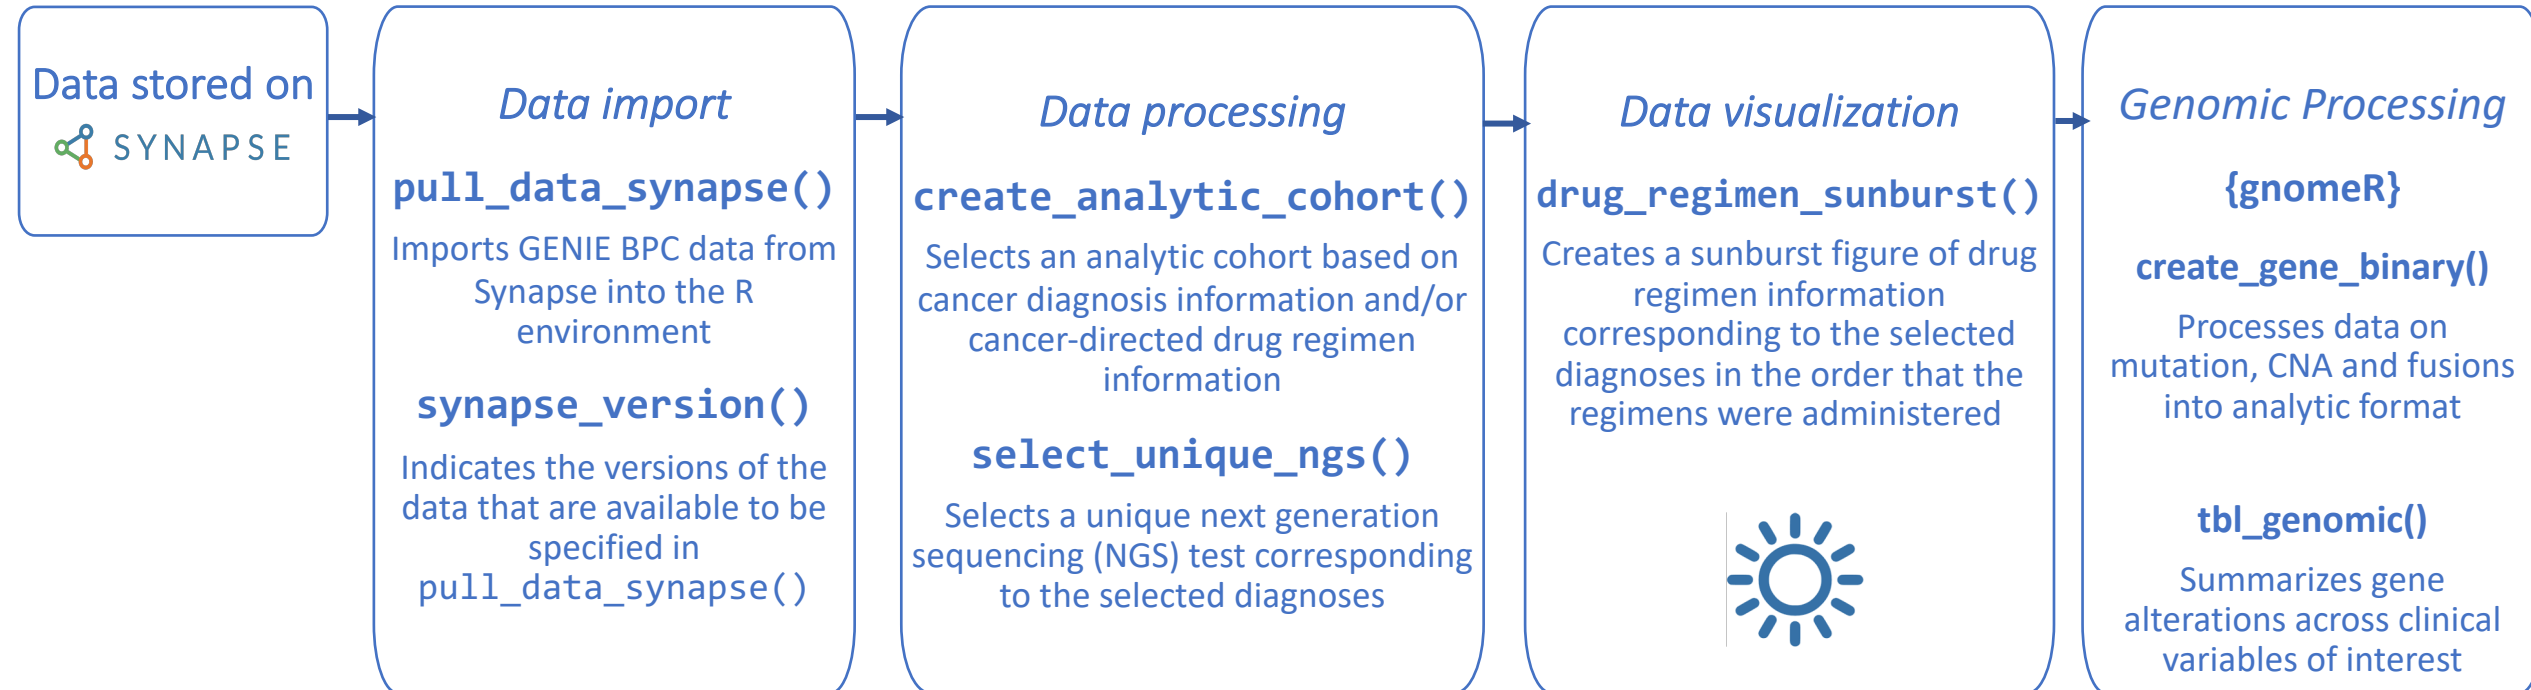 Data stored on
SYNAPSE
Data import
pull_data_synapse()
Imports GENIE BPC data from
Synapse into the R
environment
synapse_version()
Indicates the versions of the
data that are available to be
specified in
pull_data_synapse()
Data processing
create_analytic_cohort()
Selects an analytic cohort based on
cancer diagnosis information and/or
cancer-directed drug regimen
information
select_unique_ngs()
Selects a unique next generation
sequencing (NGS) test corresponding
to the selected diagnoses
Data visualization
drug_regimen_sunburst()
Creates a sunburst figure of drug
regimen information
corresponding to the selected
diagnoses in the order that the
regimens were administered
Genomic Processing
{gnomeR}
create_gene_binary()
Processes data on
mutation, CNA and fusions
into analytic format
tbl_genomic()
Summarizes gene
alterations across clinical
variables of interest